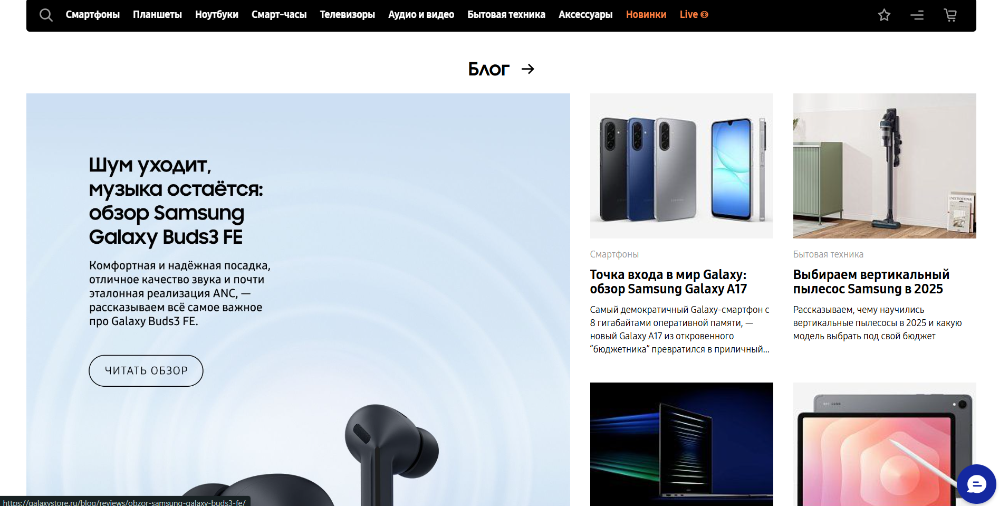 Смартфоны Планшеты Ноутбуки Смарт-часы Телевизоры Аудио и видео Бытовая техника Аксессуары Новинки Live
Блог
Шум уходит,
музыка остаётся:
обзор Samsung
Galaxy Buds3 FE
Комфортная и надёжная посадка,
отличное качество звука и почти
эталонная реализация ANC, —
рассказываем всё самое важное
про Galaxy Buds3 FE.
ЧИТАТЬ ОБЗОР
Смартфоны
Точка входа в мир Galaxy:
обзор Samsung Galaxy A17
Самый демократичный Galaxy-смартфон с
8 гигабайтами оперативной памяти, —
новый Galaxy A17 из откровенного
“бюджетника” превратился в приличный...
Бытовая техника
Выбираем вертикальный
пылесос Samsung в 2025
Рассказываем, чему научились
вертикальные пылесосы в 2025 и какую
модель выбрать под свой бюджет
https://galaxystore.ru/blog/reviews/obzor-samsung-galaxy-buds3-fe/